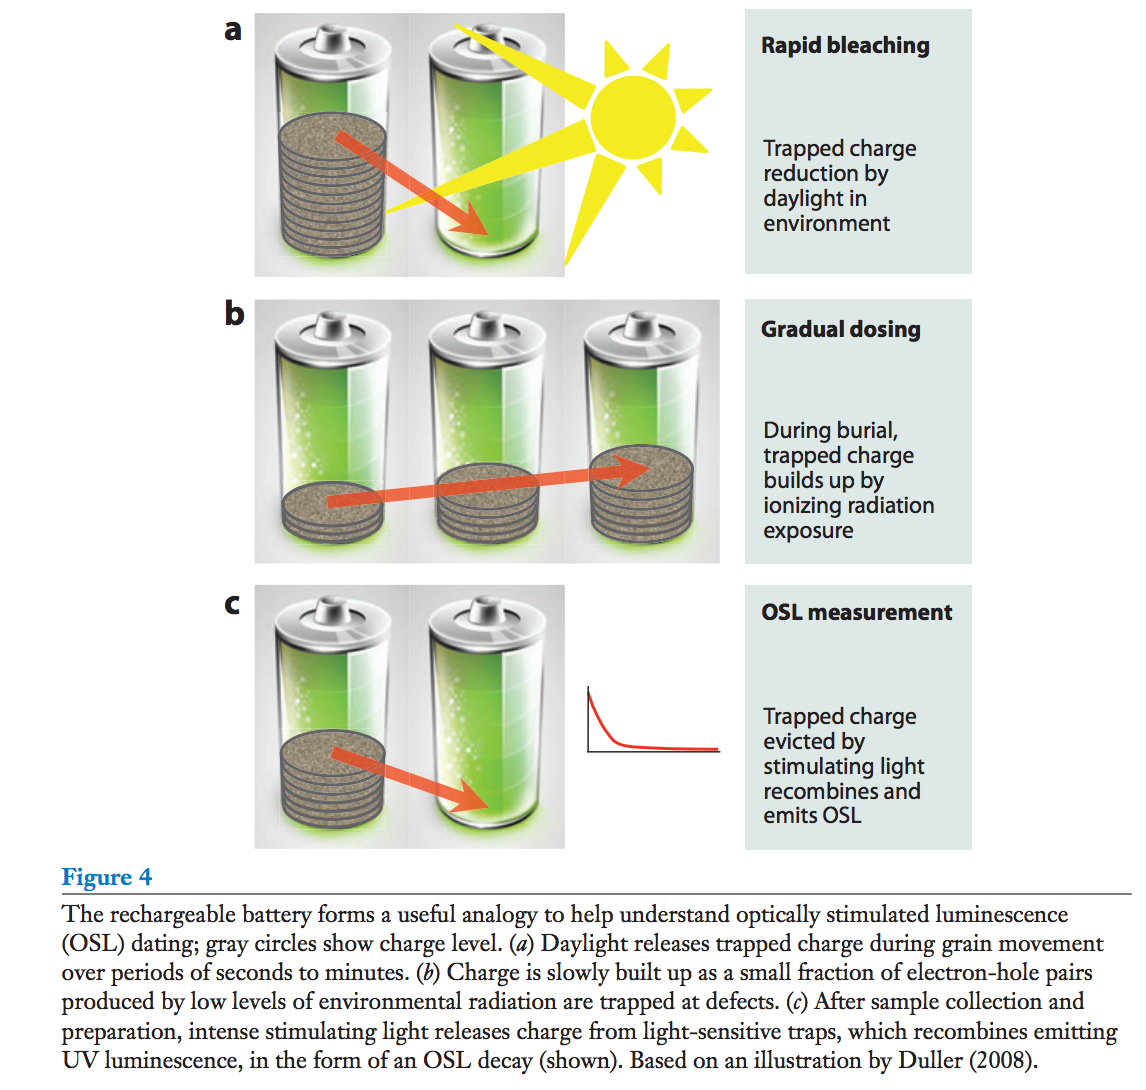 a
Rapid bleaching
Trapped charge
reduction by
daylight in
environment
b
Gradual dosing
During burial,
trapped charge
builds up by
ionizing radiation
exposure
c
OSL measurement
Trapped charge
evicted by
stimulating light
recombines and
emits OSL
Figure 4
The rechargeable battery forms a useful analogy to help understand optically stimulated luminescence
(OSL) dating; gray circles show charge level. (a) Daylight releases trapped charge during grain movement
over periods of seconds to minutes. (b) Charge is slowly built up as a small fraction of electron-hole pairs
produced by low levels of environmental radiation are trapped at defects. (c) After sample collection and
preparation, intense stimulating light releases charge from light-sensitive traps, which recombines emitting
UV luminescence, in the form of an OSL decay (shown). Based on an illustration by Duller (2008).